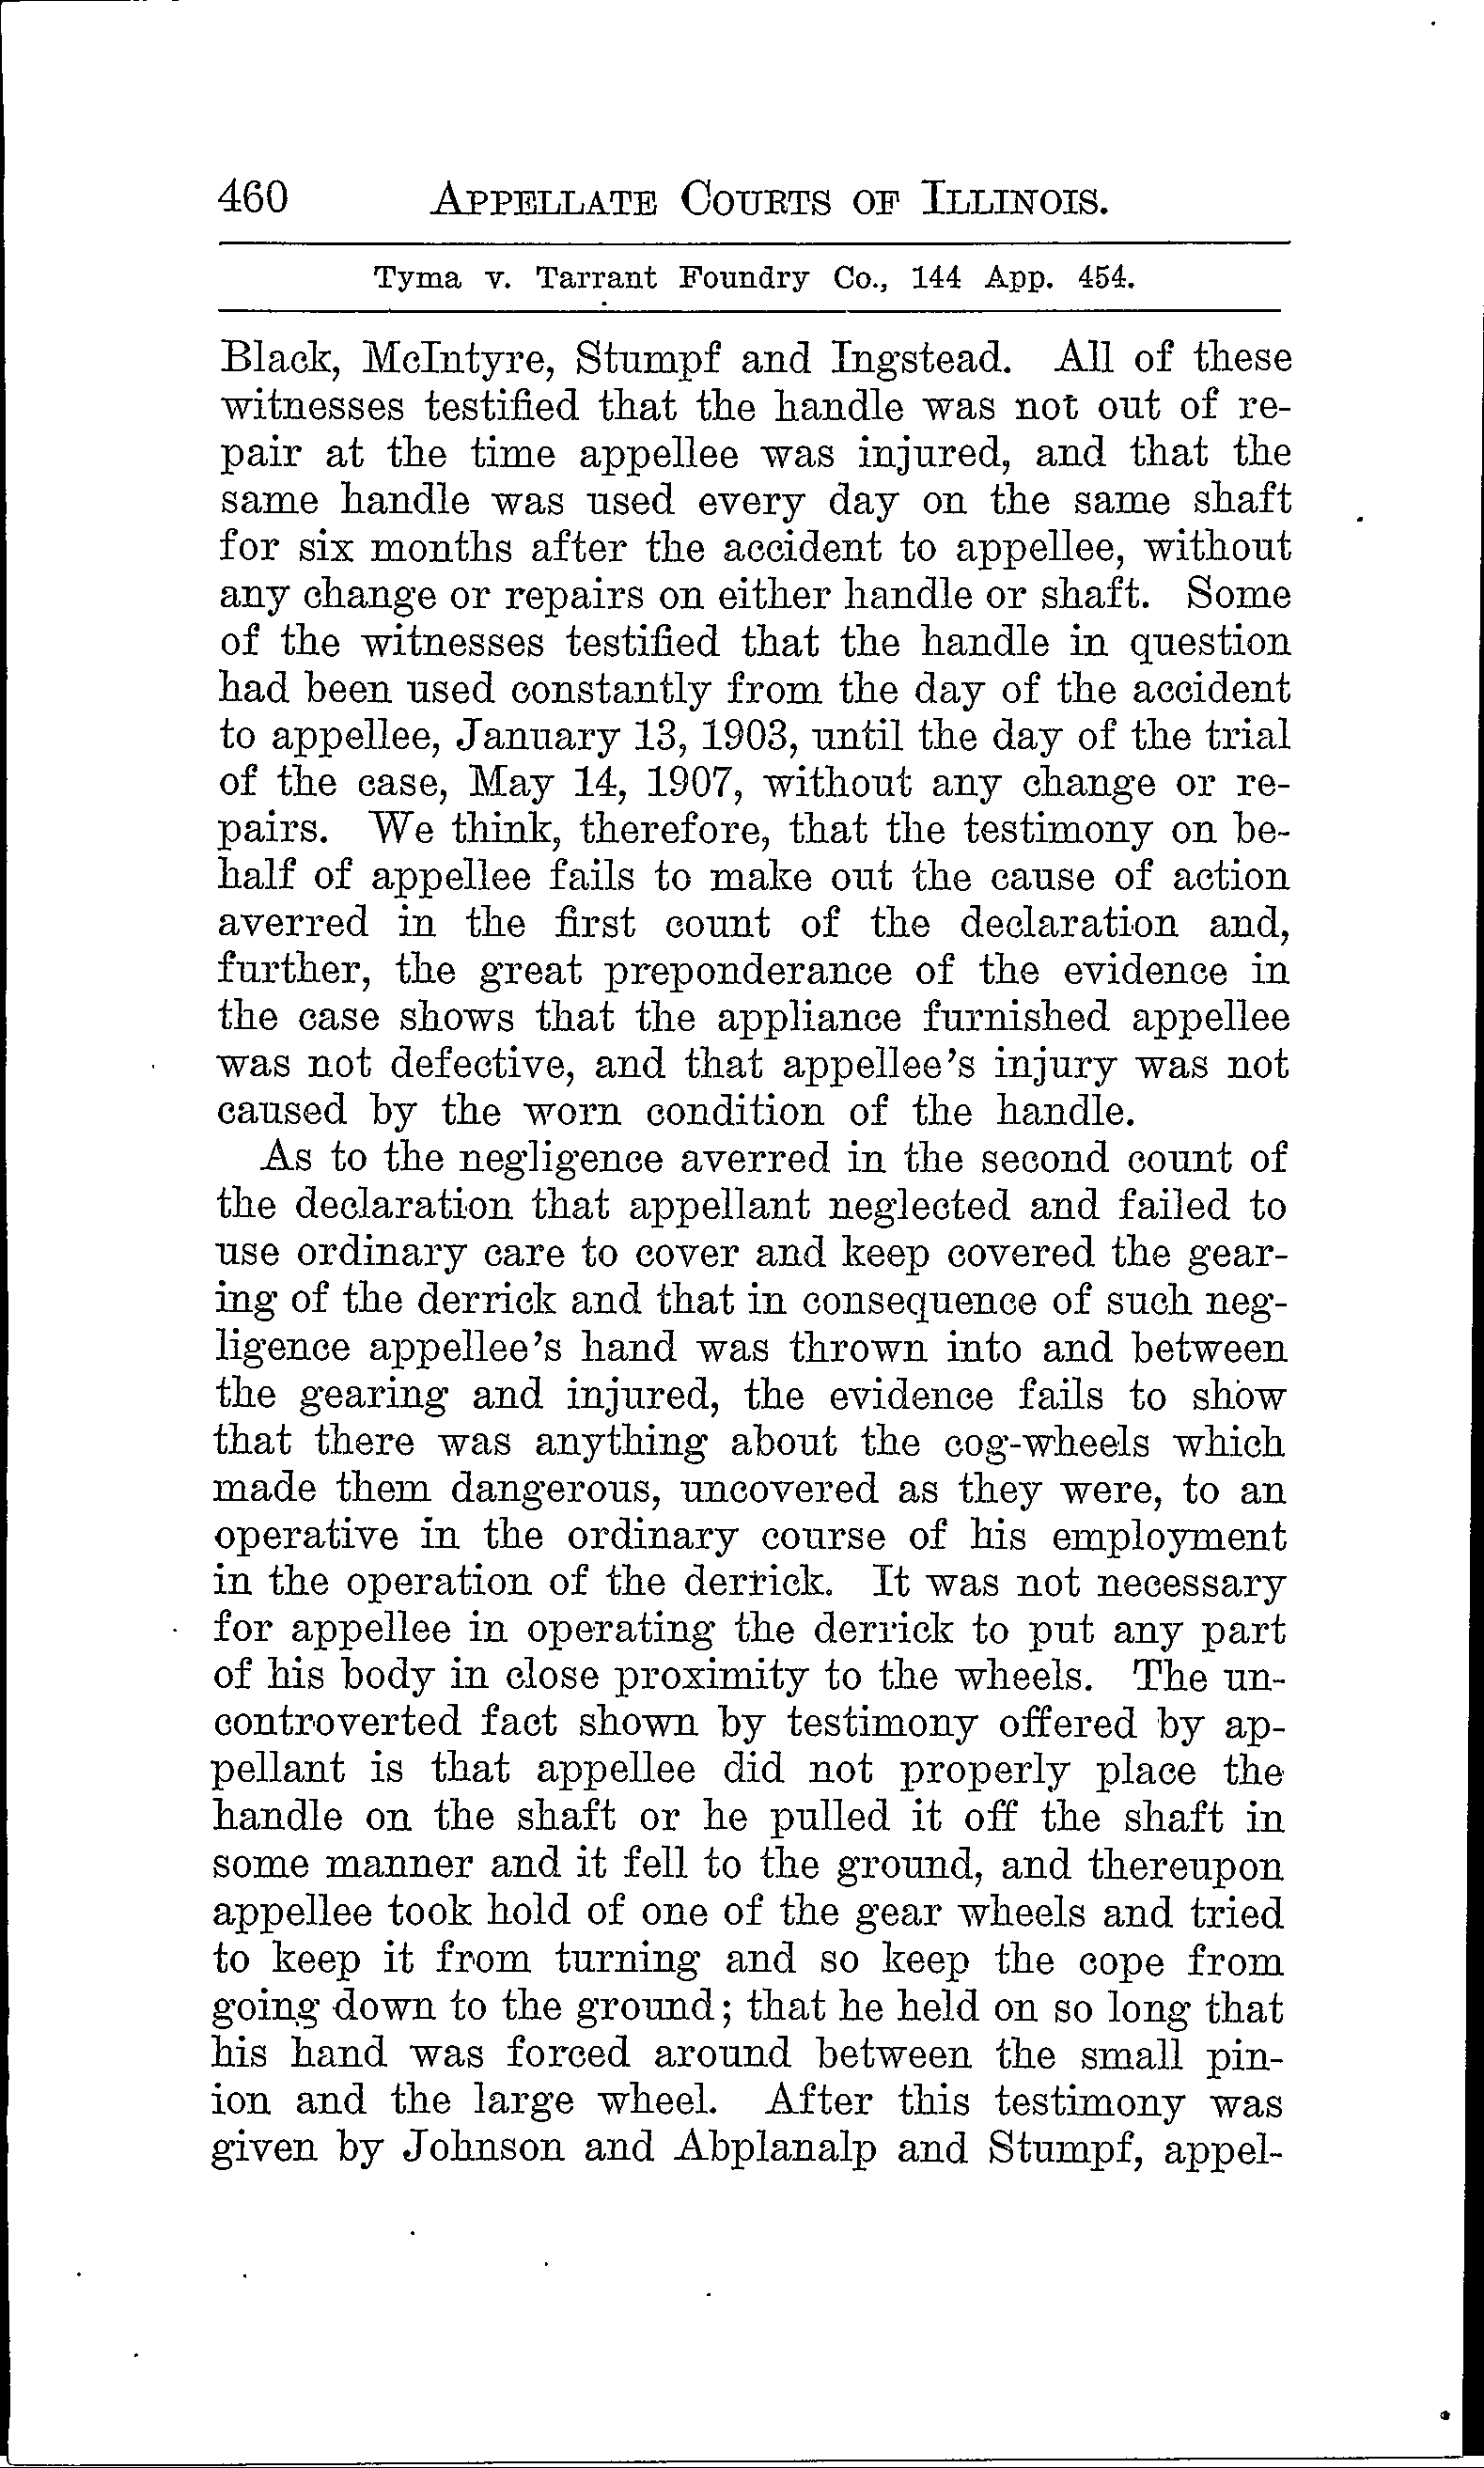 460 APPELLATE COURTS OF ILLINOIS.
Tyma v. Tarrant Foundry Co., 144 App. 454.
Black, McIntyre, Stumpf and Ingstead. All of these
witnesses testified that the handle was not out of re-
pair at the time appellee was injured, and that the
same handle was used every day on the same shaft
for six months after the accident to appellee, without
any change or repairs on either handle or shaft. Some
of the witnesses testified that the handle in question
had been used constantly from the day of the accident
to appellee, January 13, 1903, until the day of the trial
of the case, May 14, 1907, without any change or re-
pairs. We think, therefore, that the testimony on be-
half of appellee fails to make out the cause of action
averred in the first count of the declaration and,
further, the great preponderance of the evidence in
the case shows that the appliance furnished appellee
was not defective, and that appellee's injury was not
caused by the worn condition of the handle.
As to the negligence averred in the second count of
the declaration that appellant neglected and failed to
use ordinary care to cover and keep covered the gear-
ing of the derrick and that in consequence of such neg-
ligence appellee's hand was thrown into and between
the gearing and injured, the evidence fails to show
that there was anything about the cog-wheels which
made them dangerous, uncovered as they were, to an
operative in the ordinary course of his employment
in the operation of the derrick. It was not necessary
for appellee in operating the derrick to put any part
of his body in close proximity to the wheels. The un-
controverted fact shown by testimony offered by ap-
pellant is that appellee did not properly place the
handle on the shaft or he pulled it off the shaft in
some manner and it fell to the ground, and thereupon
appellee took hold of one of the gear wheels and tried
to keep it from turning and so keep the cope from
going down to the ground; that he held on so long that
his hand was forced around between the small pin-
ion and the large wheel. After this testimony was
given by Johnson and Abplanalp and Stumpf, appel-